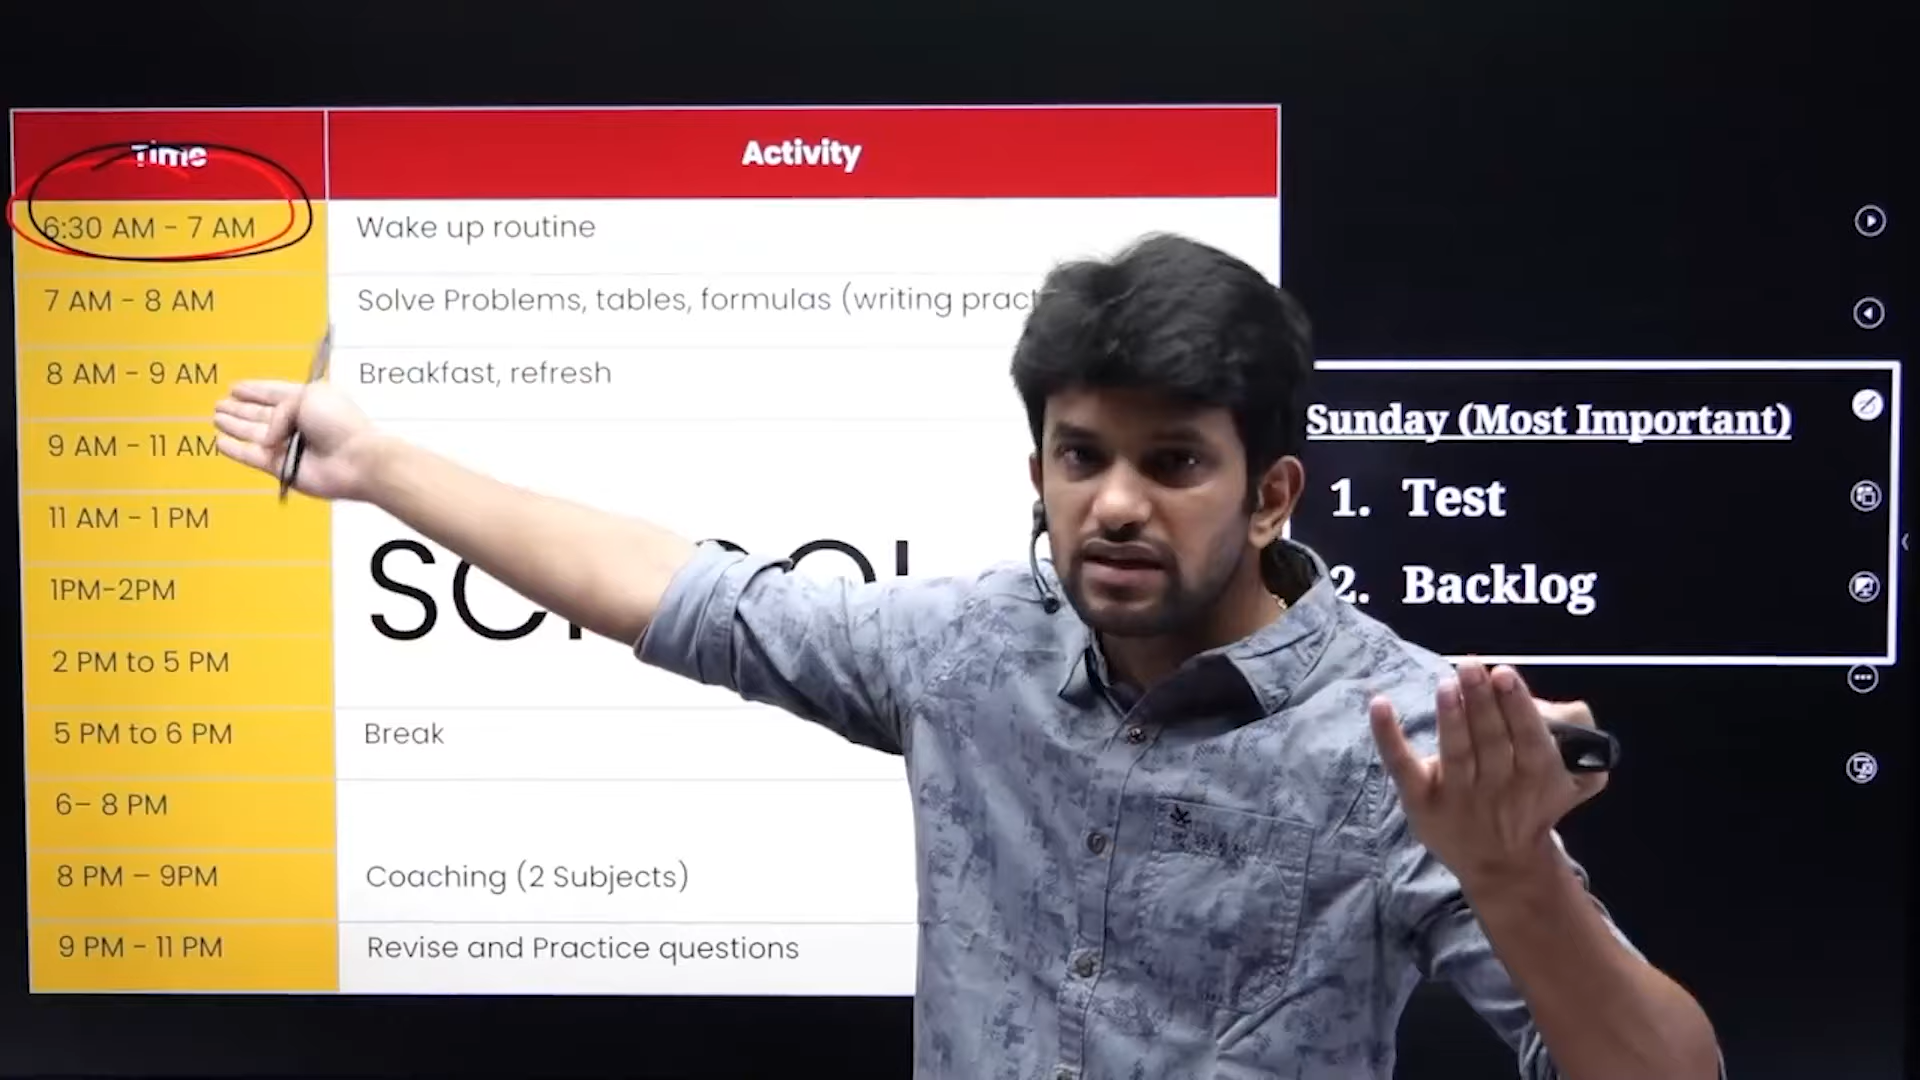 Time Activity
6:30 AM - 7 AM Wake up routine
7 AM - 8 AM Solve Problems, tables, formulas (writing
8 AM - 9 AM Breakfast, refresh
9 AM - 11 AM
11 AM - 1 PM
1PM-2PM
2 PM to 5 PM
5 PM to 6 PM Break
6– 8 PM
8 PM – 9PM Coaching (2 Subjects)
9 PM - 11 PM Revise and Practice questions
Sunday (Most Important)
1. Test
2. Backlog